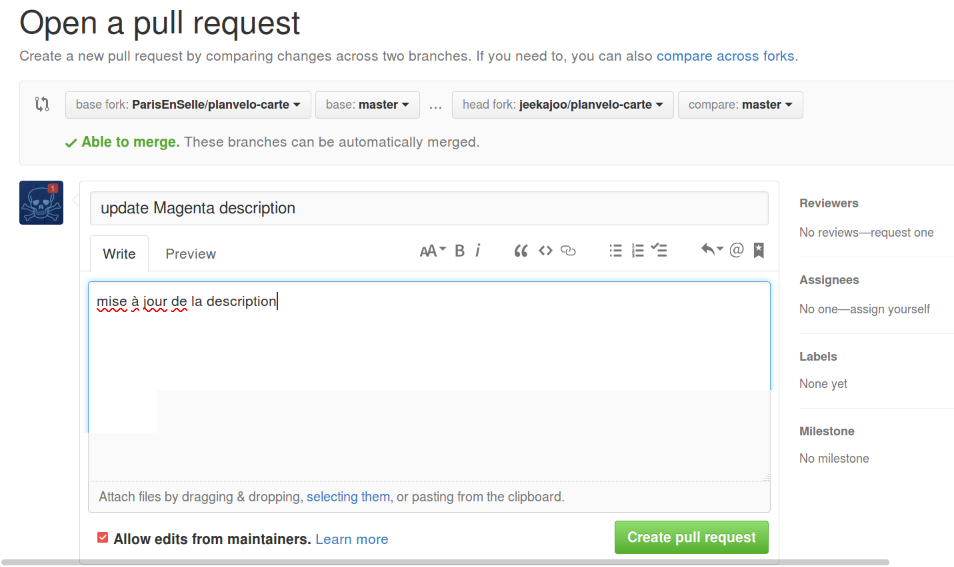 Open a pull request
Create a new pull request by comparing changes across two branches. If you need to, you can also compare across forks.
base fork: ParisEnSelle/planvelo-carte base: master ... head fork: jeekajoo/planvelo-carte compare: master
Able to merge. These branches can be automatically merged.
1
update Magenta description
Write Preview AA B i
mise à jour de la description
Attach files by dragging & dropping, selecting them, or pasting from the clipboard.
Allow edits from maintainers. Learn more
Create pull request
Reviewers
No reviews—request one
Assignees
No one—assign yourself
Labels
None yet
Milestone
No milestone